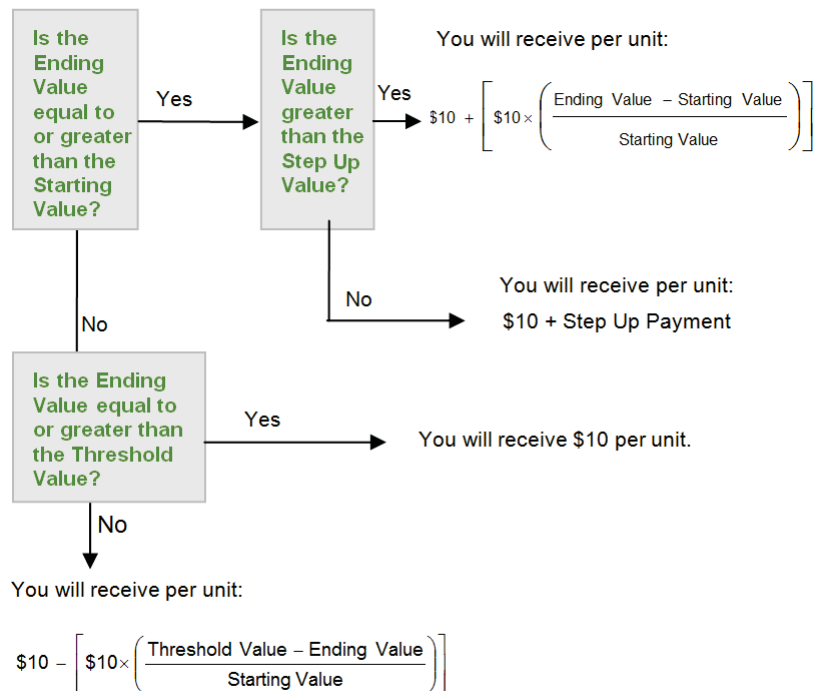 Is the
Ending
Value
equal to
or greater
than the
Starting
Value?
Yes
Is the
Ending
Value
greater
than the
Step Up
Value?
Yes
You will receive per unit:
$10 + [ $10× ( Ending Value – Starting Value
Starting Value ) ]
No
You will receive per unit:
$10 + Step Up Payment
No
Is the Ending
Value equal to
or greater than
the Threshold
Value?
Yes
You will receive $10 per unit.
No
You will receive per unit:
$10 – [ $10× ( Threshold Value – Ending Value
Starting Value ) ]